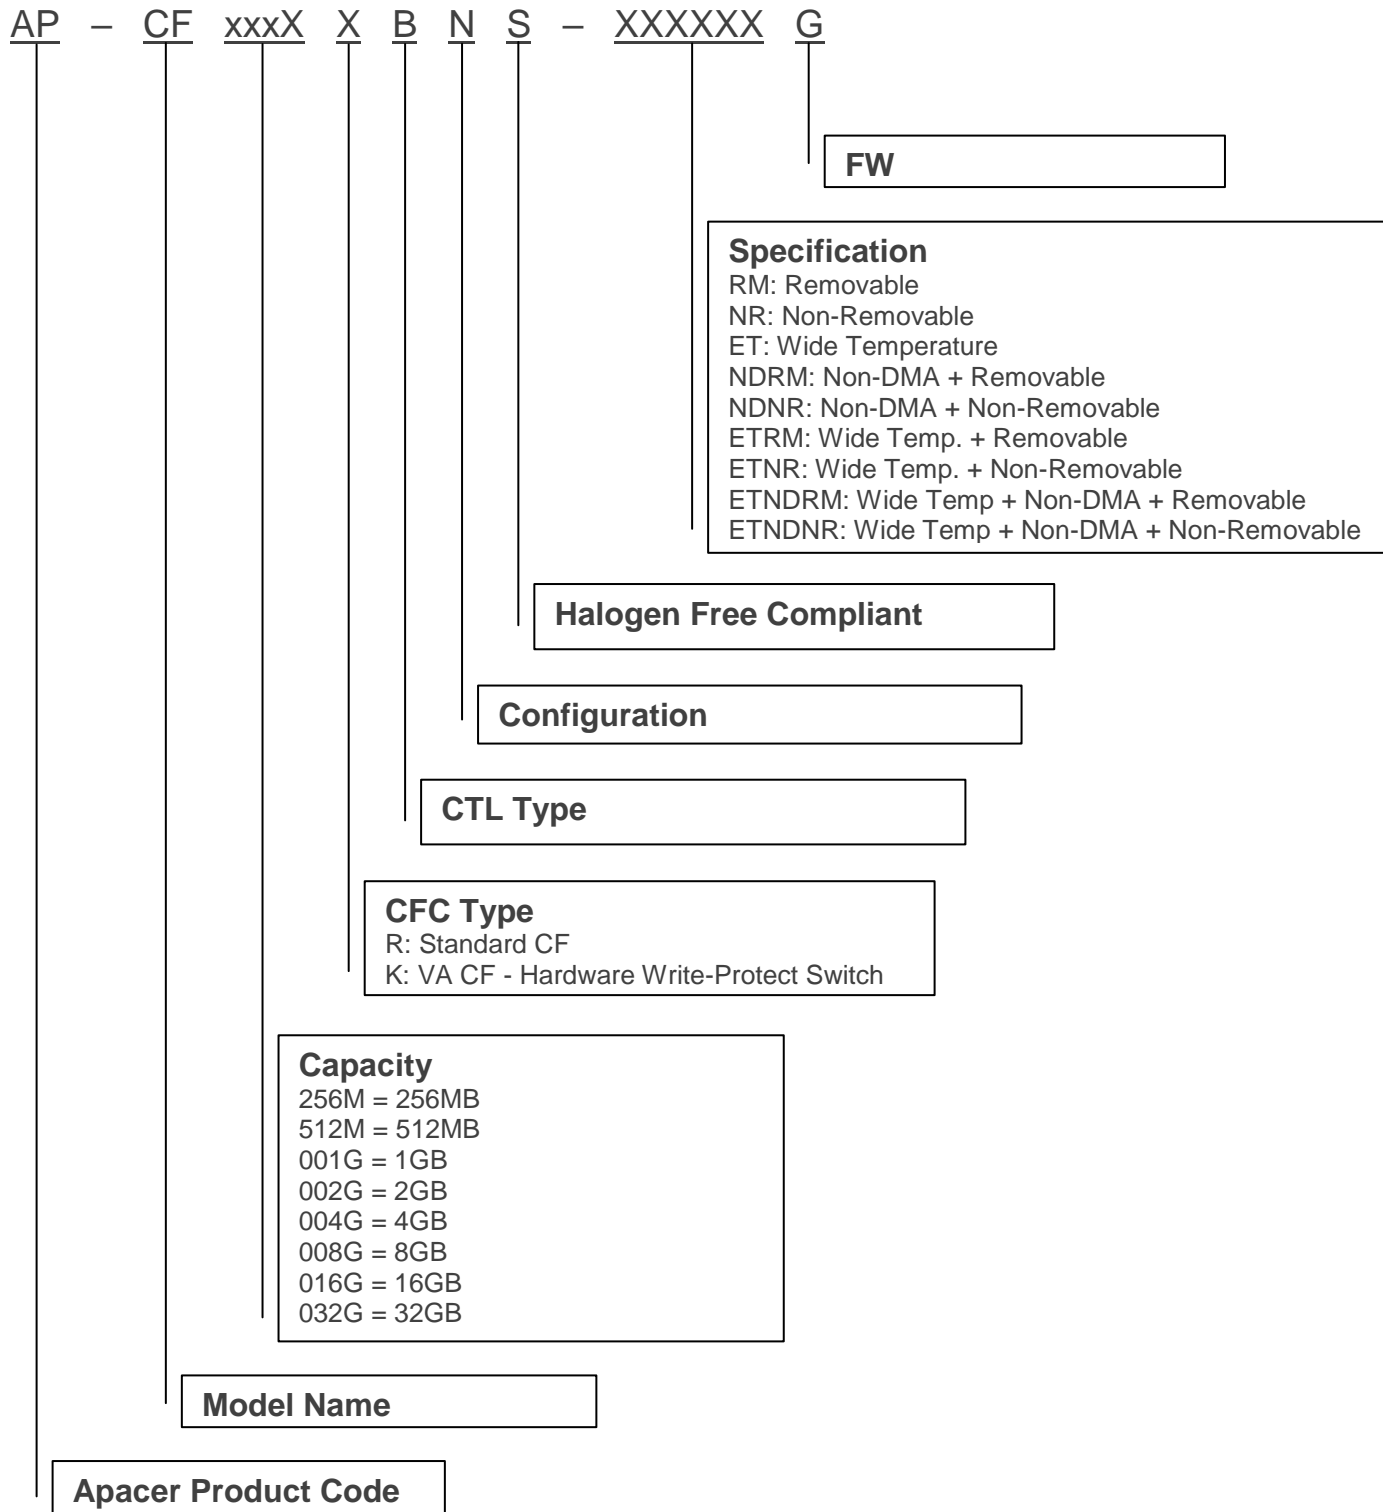 AP – CF xxxX X B N S – XXXXXX G
FW
Specification
RM: Removable
NR: Non-Removable
ET: Wide Temperature
NDRM: Non-DMA + Removable
NDNR: Non-DMA + Non-Removable
ETRM: Wide Temp. + Removable
ETNR: Wide Temp. + Non-Removable
ETNDRM: Wide Temp + Non-DMA + Removable
ETNDNR: Wide Temp + Non-DMA + Non-Removable
Halogen Free Compliant
Configuration
CTL Type
CFC Type
R: Standard CF
K: VA CF - Hardware Write-Protect Switch
Capacity
256M = 256MB
512M = 512MB
001G = 1GB
002G = 2GB
004G = 4GB
008G = 8GB
016G = 16GB
032G = 32GB
Model Name
Apacer Product Code